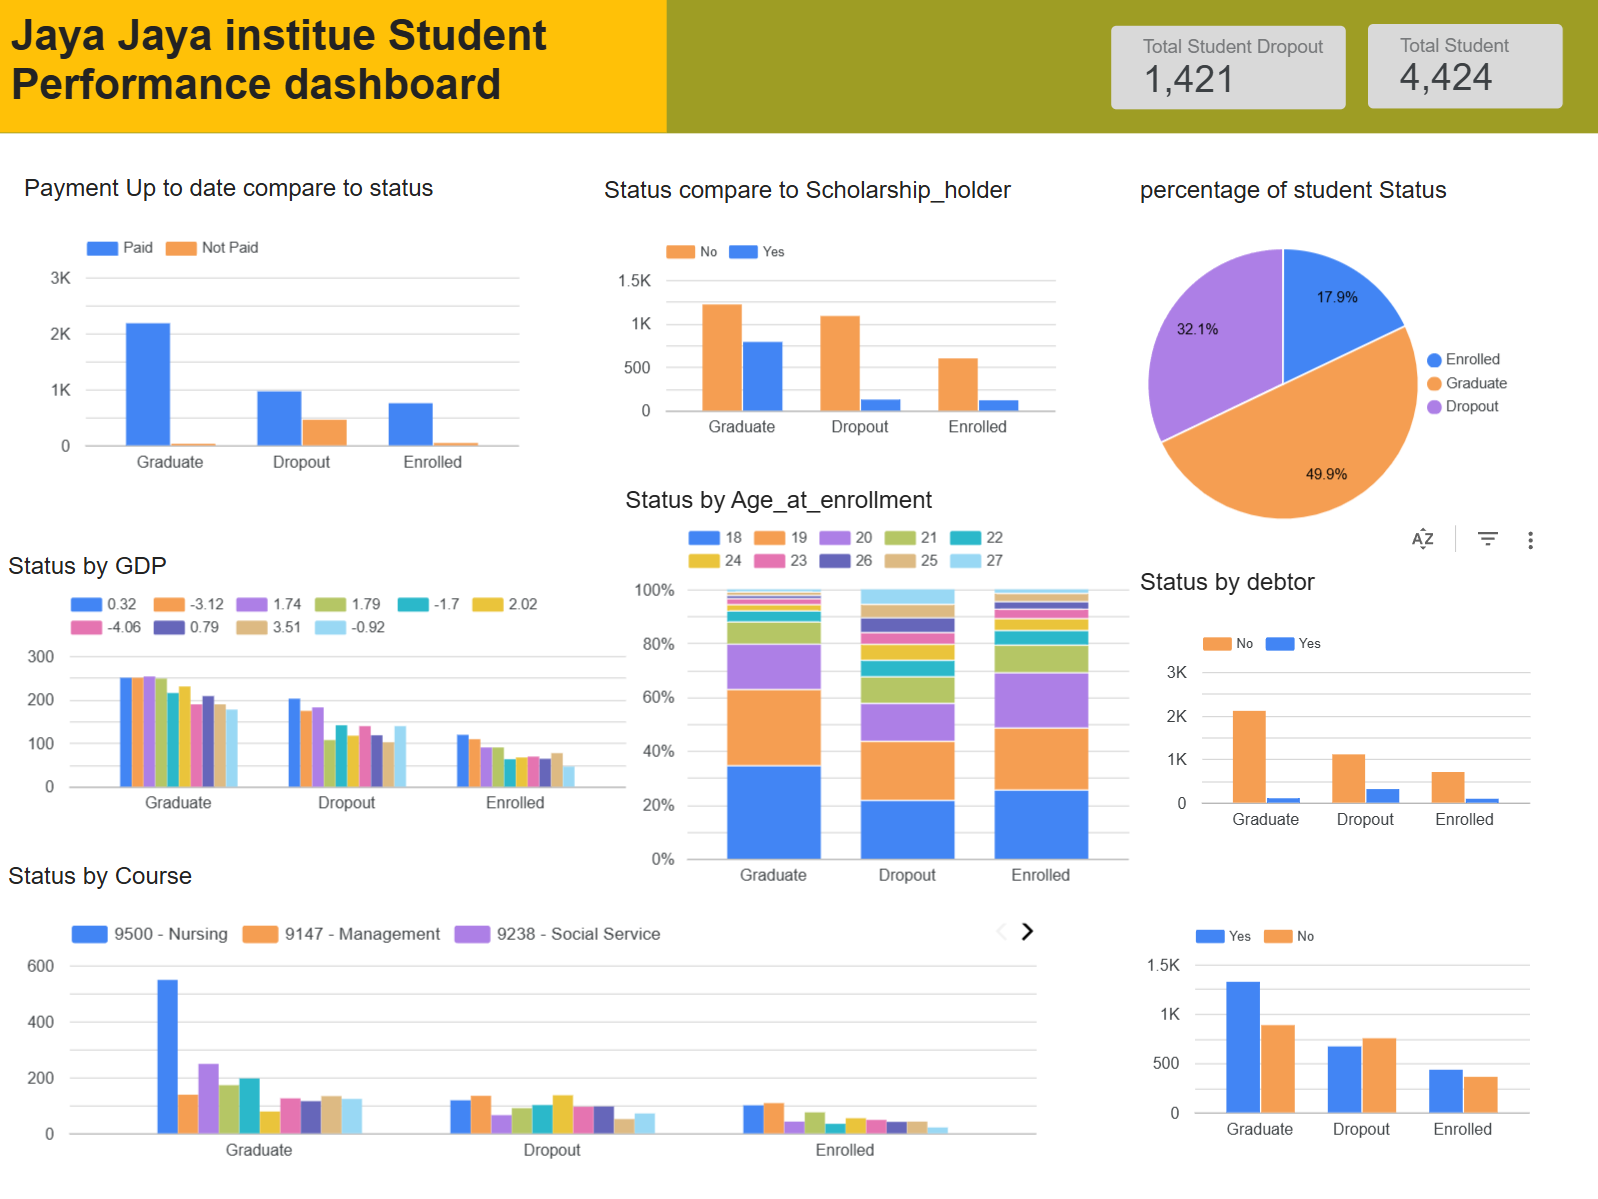 Jaya Jaya institue Student
Performance dashboard
Total Student Dropout
1,421
Total Student
4,424
Payment Up to date compare to status
Paid Not Paid
3K
2K
1K
0
Graduate Dropout Enrolled
Status compare to Scholarship_holder
No Yes
1.5K
1K
500
0
Graduate Dropout Enrolled
percentage of student Status
17.9%
32.1%
49.9%
Enrolled
Graduate
Dropout
AZ
Status by GDP
0.32 -3.12 1.74 1.79 -1.7 2.02
-4.06 0.79 3.51 -0.92
300
200
100
0
Graduate Dropout Enrolled
Status by Age_at_enrollment
18 19 20 21 22
24 23 26 25 27
100%
80%
60%
40%
20%
0%
Graduate Dropout Enrolled
Status by debtor
No Yes
3K
2K
1K
0
Graduate Dropout Enrolled
Status by Course
9500 - Nursing 9147 - Management 9238 - Social Service
600
400
200
0
Graduate Dropout Enrolled
Yes No
1.5K
1K
500
0
Graduate Dropout Enrolled